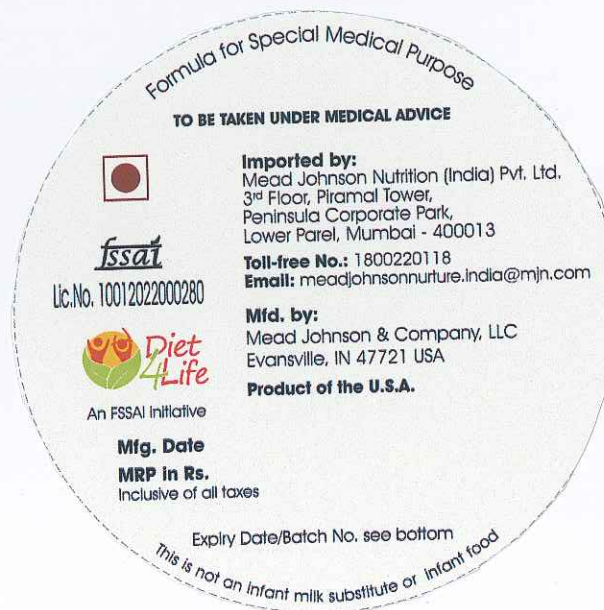 Formula for Special Medical Purpose
TO BE TAKEN UNDER MEDICAL ADVICE
Imported by:
Mead Johnson Nutrition (India) Pvt. Ltd.
3rd Floor, Piramal Tower,
Peninsula Corporate Park,
Lower Parel, Mumbai - 400013
Toll-free No.: 1800220118
Email: meadjohnsonnurture.india@mjn.com
Mfd. by:
Mead Johnson & Company, LLC
Evansville, IN 47721 USA
Product of the U.S.A.
fssai
Lic.No. 10012022000280
Diet
4Life
An FSSAI Initiative
Mfg. Date
MRP in Rs.
Inclusive of all taxes
Expiry Date/Batch No. see bottom
This is not an infant milk substitute or infant food